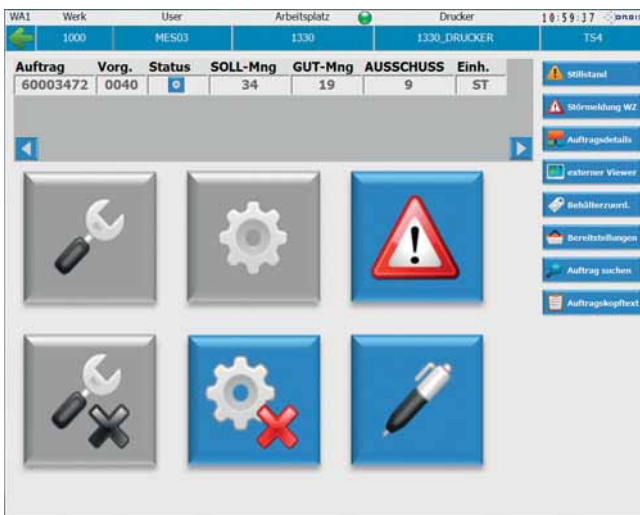 WA1 Werk User Arbeitsplatz Drucker 10:59:37
1000 MES03 1330 1330_DRUCKER TS4
Auftrag Vorg. Status SOLL-Mng GUT-Mng AUSSCHUSS Einh.
60003472 0040 34 19 9 ST
Stillstand
Störmeldung WZ
Auftragsdetails
externer Viewer
Behälterzuord.
Bereitstellungen
Auftrag suchen
Auftragskopftext